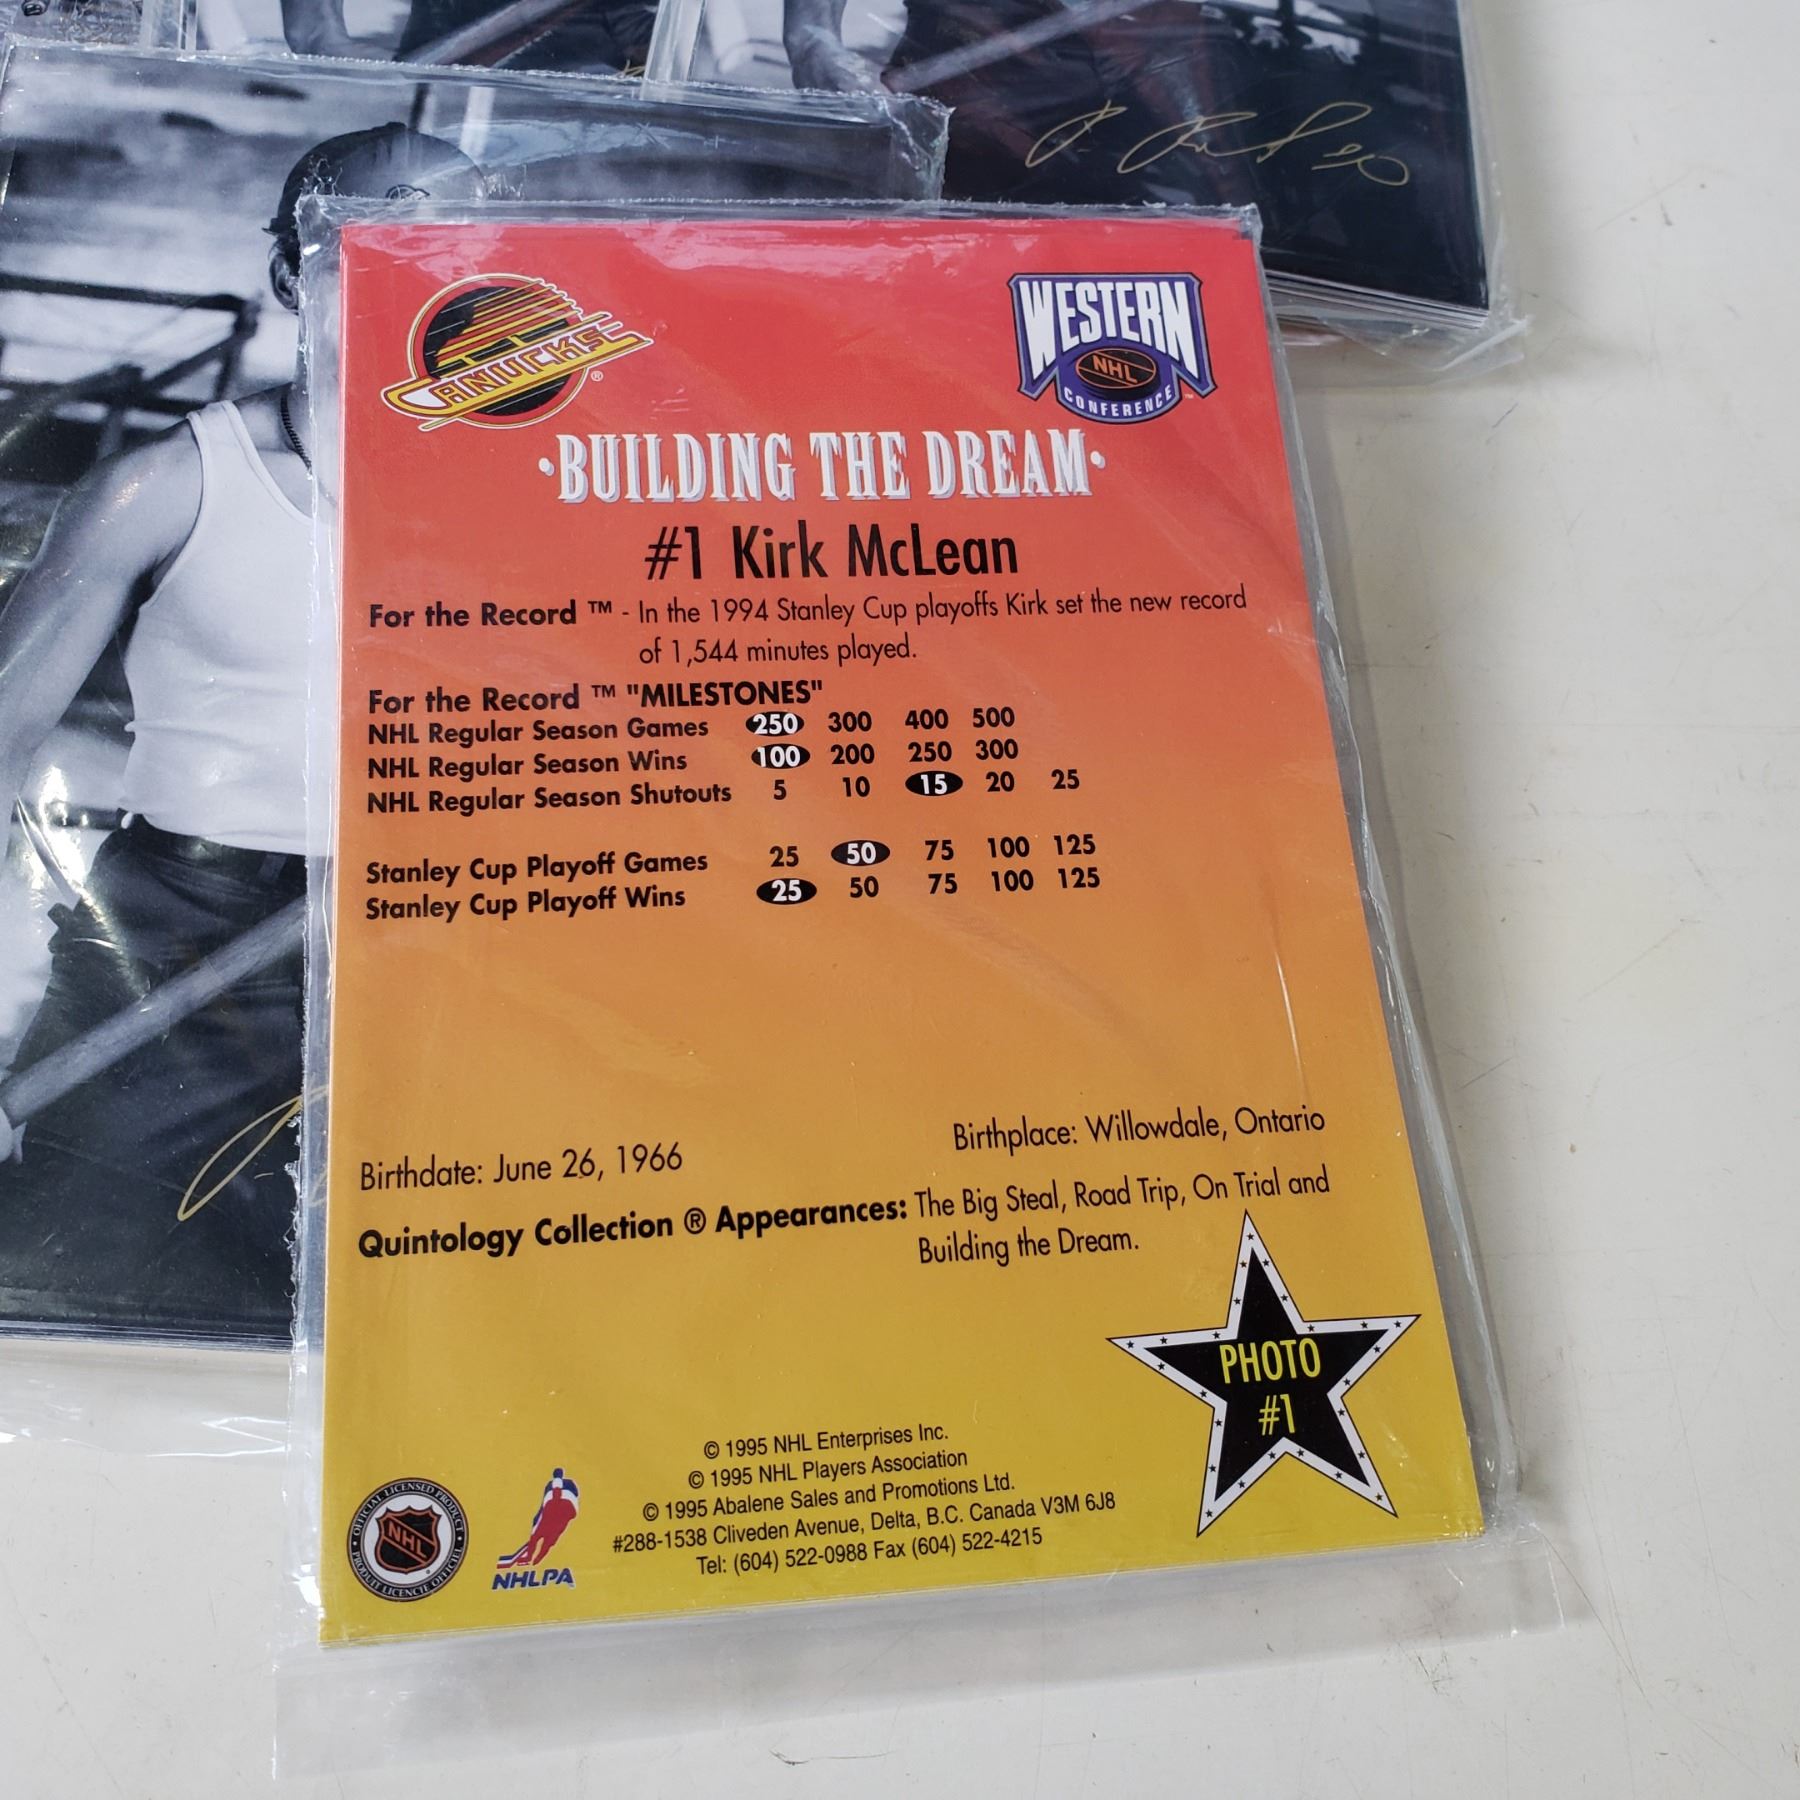 CANUCKS ®
WESTERN
NHL
CONFERENCE ™
•BUILDING THE DREAM•
#1 Kirk McLean
For the Record ™ - In the 1994 Stanley Cup playoffs Kirk set the new record
of 1,544 minutes played.
For the Record ™ "MILESTONES"
NHL Regular Season Games 250 300 400 500
NHL Regular Season Wins 100 200 250 300
NHL Regular Season Shutouts 5 10 15 20 25
Stanley Cup Playoff Games 25 50 75 100 125
Stanley Cup Playoff Wins 25 50 75 100 125
Birthdate: June 26, 1966 Birthplace: Willowdale, Ontario
Quintology Collection ® Appearances: The Big Steal, Road Trip, On Trial and
Building the Dream.
PHOTO
#1
© 1995 NHL Enterprises Inc.
© 1995 NHL Players Association
© 1995 Abalene Sales and Promotions Ltd.
#288-1538 Cliveden Avenue, Delta, B.C. Canada V3M 6J8
Tel: (604) 522-0988 Fax (604) 522-4215
OFFICIAL LICENSED PRODUCT
NHL
PRODUIT LICENCIE OFFICIEL
NHLPA